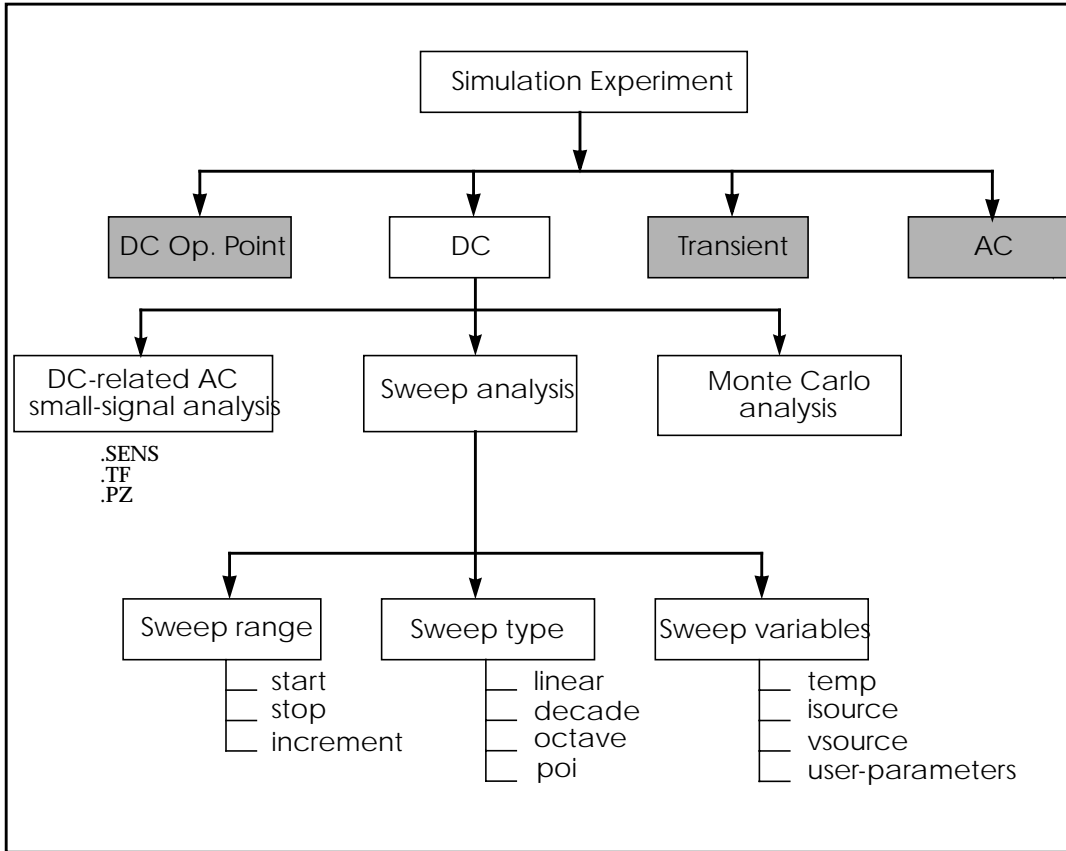 Simulation Experiment
DC Op. Point
DC
Transient
AC
DC-related AC
small-signal analysis
.SENS
.TF
.PZ
Sweep analysis
Monte Carlo
analysis
Sweep range
start
stop
increment
Sweep type
linear
decade
octave
poi
Sweep variables
temp
isource
vsource
user-parameters